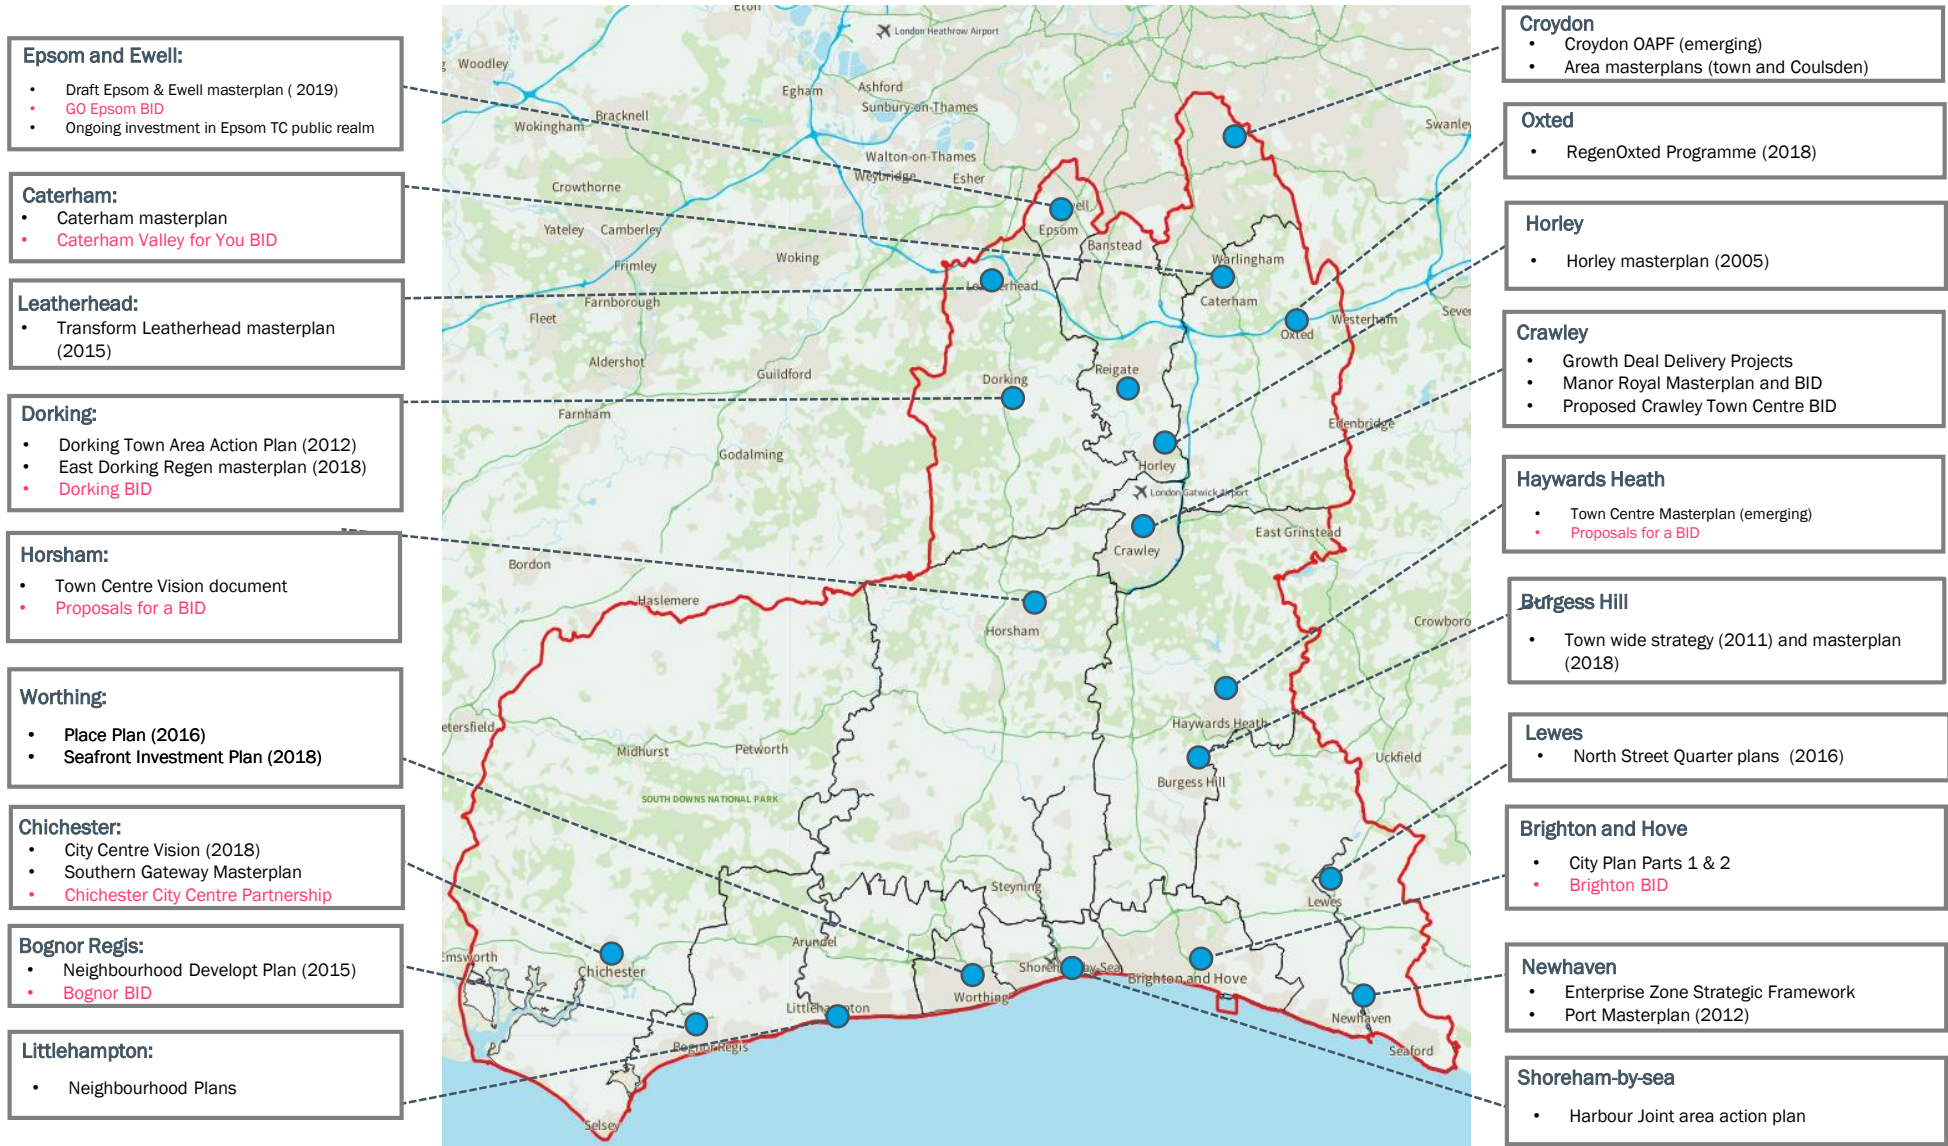 Epsom and Ewell:
• Draft Epsom & Ewell masterplan ( 2019)
• GO Epsom BID
• Ongoing investment in Epsom TC public realm
Caterham:
• Caterham masterplan
• Caterham Valley for You BID
Leatherhead:
• Transform Leatherhead masterplan
(2015)
Dorking:
• Dorking Town Area Action Plan (2012)
• East Dorking Regen masterplan (2018)
• Dorking BID
Horsham:
• Town Centre Vision document
• Proposals for a BID
Worthing:
• Place Plan (2016)
• Seafront Investment Plan (2018)
Chichester:
• City Centre Vision (2018)
• Southern Gateway Masterplan
• Chichester City Centre Partnership
Bognor Regis:
• Neighbourhood Developt Plan (2015)
• Bognor BID
Littlehampton:
• Neighbourhood Plans
Eton
London Heathrow Airport
Woodley
Egham
Ashford
Sunbury-on-Thames
Bracknell
Wokingham
Swanley
Walton-on-Thames
Weybridge
Esher
Crowthorne
Epsom
Yateley
Camberley
Banstead
Woking
Warlingham
Frimley
Farnborough
Caterham
Fleet
Westerham
Oxted
Aldershot
Guildford
Reigate
Dorking
Farnham
Edenbridge
Godalming
Horley
London Gatwick Airport
East Grinstead
Crawley
Bordon
Haslemere
Horsham
Crowboro
Haywards Heath
etersfield
Midhurst
Petworth
Uckfield
Burgess Hill
SOUTH DOWNS NATIONAL PARK
Steyning
Lewes
Arundel
Emsworth
Chichester
Brighton and Hove
Worthing
Newhaven
Bognor Regis
Seaford
Selsey
Croydon
• Croydon OAPF (emerging)
• Area masterplans (town and Coulsden)
Oxted
• RegenOxted Programme (2018)
Horley
• Horley masterplan (2005)
Crawley
• Growth Deal Delivery Projects
• Manor Royal Masterplan and BID
• Proposed Crawley Town Centre BID
Haywards Heath
• Town Centre Masterplan (emerging)
• Proposals for a BID
Burgess Hill
• Town wide strategy (2011) and masterplan
(2018)
Lewes
• North Street Quarter plans (2016)
Brighton and Hove
• City Plan Parts 1 & 2
• Brighton BID
Newhaven
• Enterprise Zone Strategic Framework
• Port Masterplan (2012)
Shoreham-by-sea
• Harbour Joint area action plan